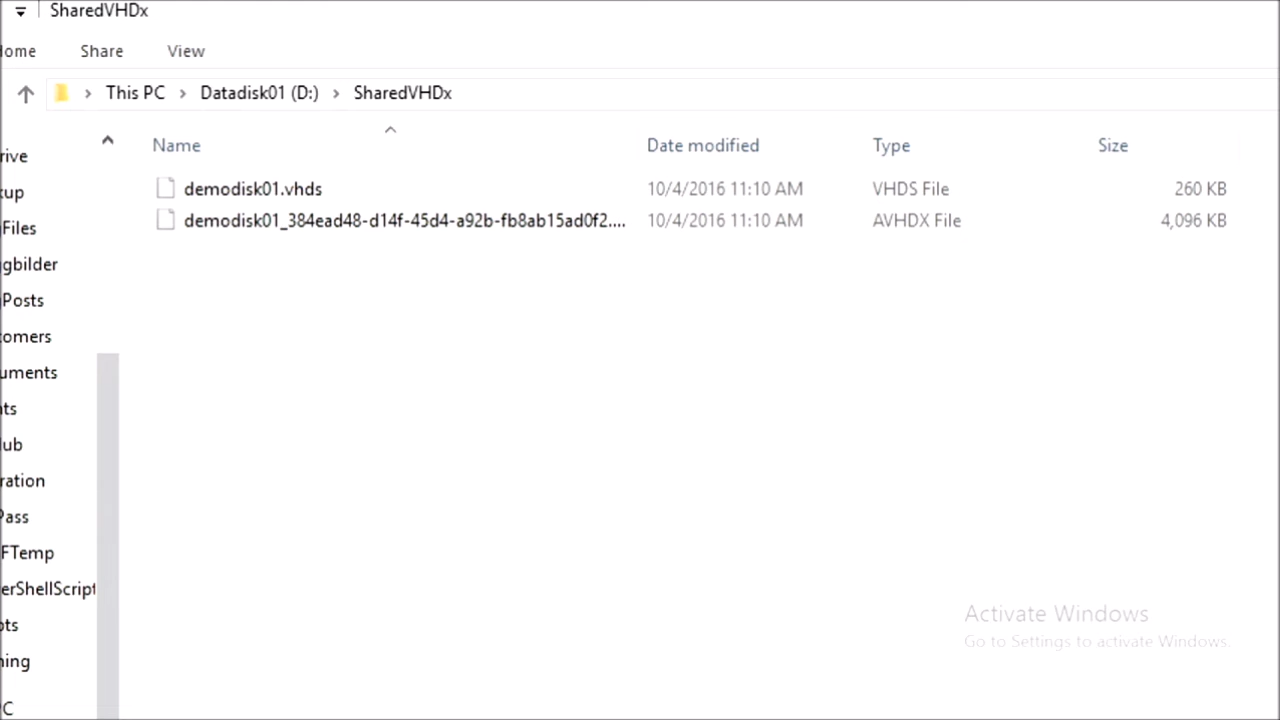 SharedVHDx
Home Share View
This PC Datadisk01 (D:) SharedVHDx
Name Date modified Type Size
demodisk01.vhds 10/4/2016 11:10 AM VHDS File 260 KB
demodisk01_384ead48-d14f-45d4-a92b-fb8ab15ad0f2.... 10/4/2016 11:10 AM AVHDX File 4,096 KB
rive
kup
Files
gbilder
Posts
tomers
uments
nts
lub
ration
Pass
FTemp
erShellScript
pts
ning
C
Activate Windows
Go to Settings to activate Windows.